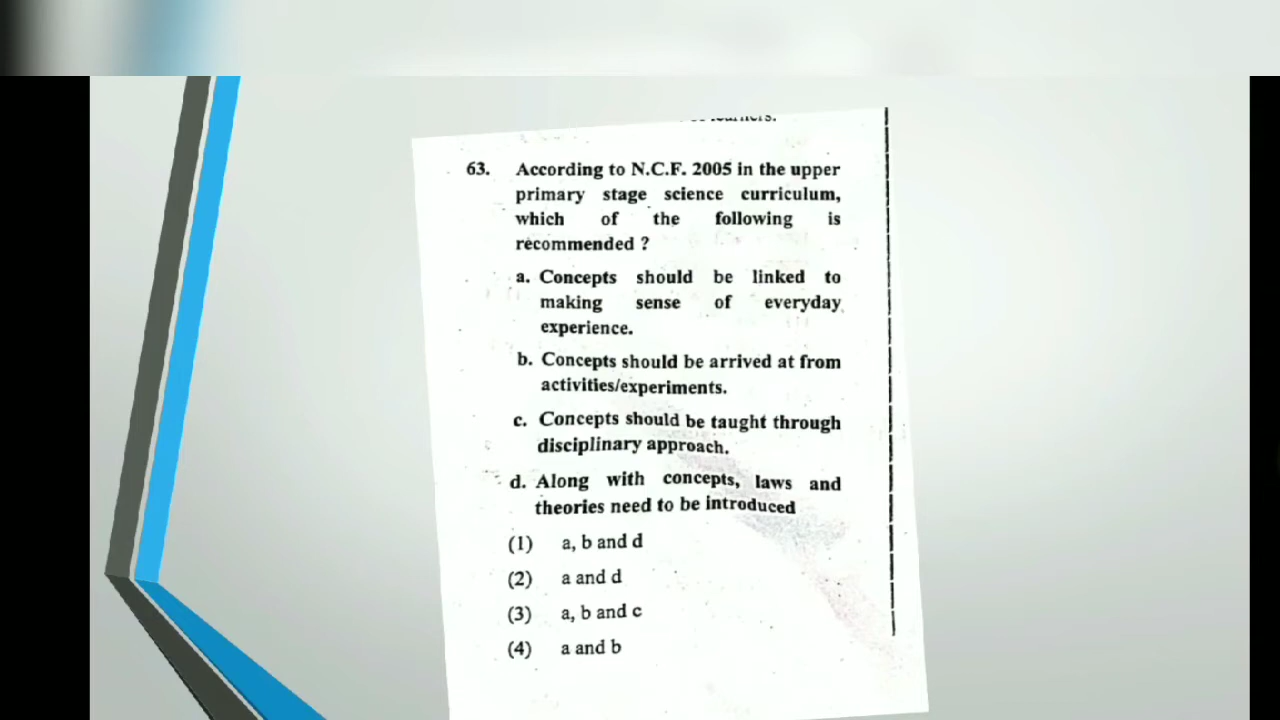 learners.
63. According to N.C.F. 2005 in the upper
primary stage science curriculum,
which of the following is
recommended ?
a. Concepts should be linked to
making sense of everyday
experience.
b. Concepts should be arrived at from
activities/experiments.
c. Concepts should be taught through
disciplinary approach.
d. Along with concepts, laws and
theories need to be introduced
(1) a, b and d
(2) a and d
(3) a, b and c
(4) a and b